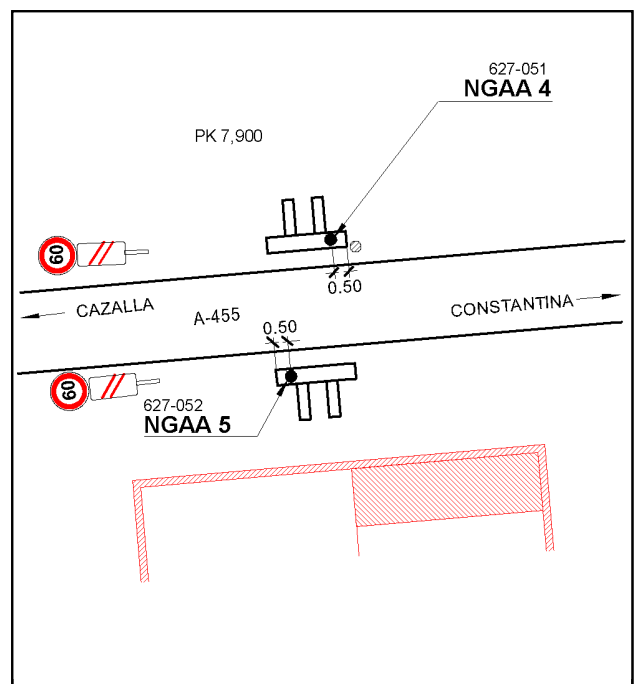 627-051
NGAA 4
PK 7,900
60
0.50
CAZALLA
A-455
CONSTANTINA
0.50
60
627-052
NGAA 5